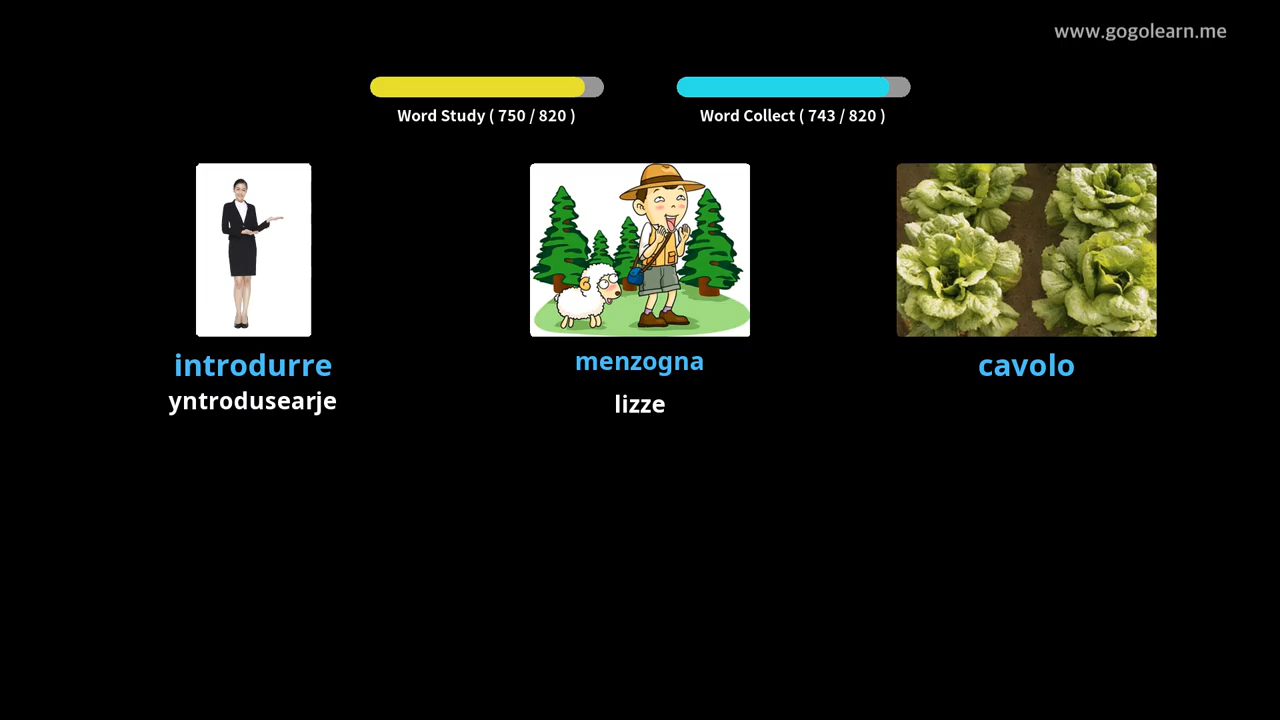 www.gogolearn.me
Word Study ( 750 / 820 )
Word Collect ( 743 / 820 )
introdurre
yntrodusearje
menzogna
lizze
cavolo